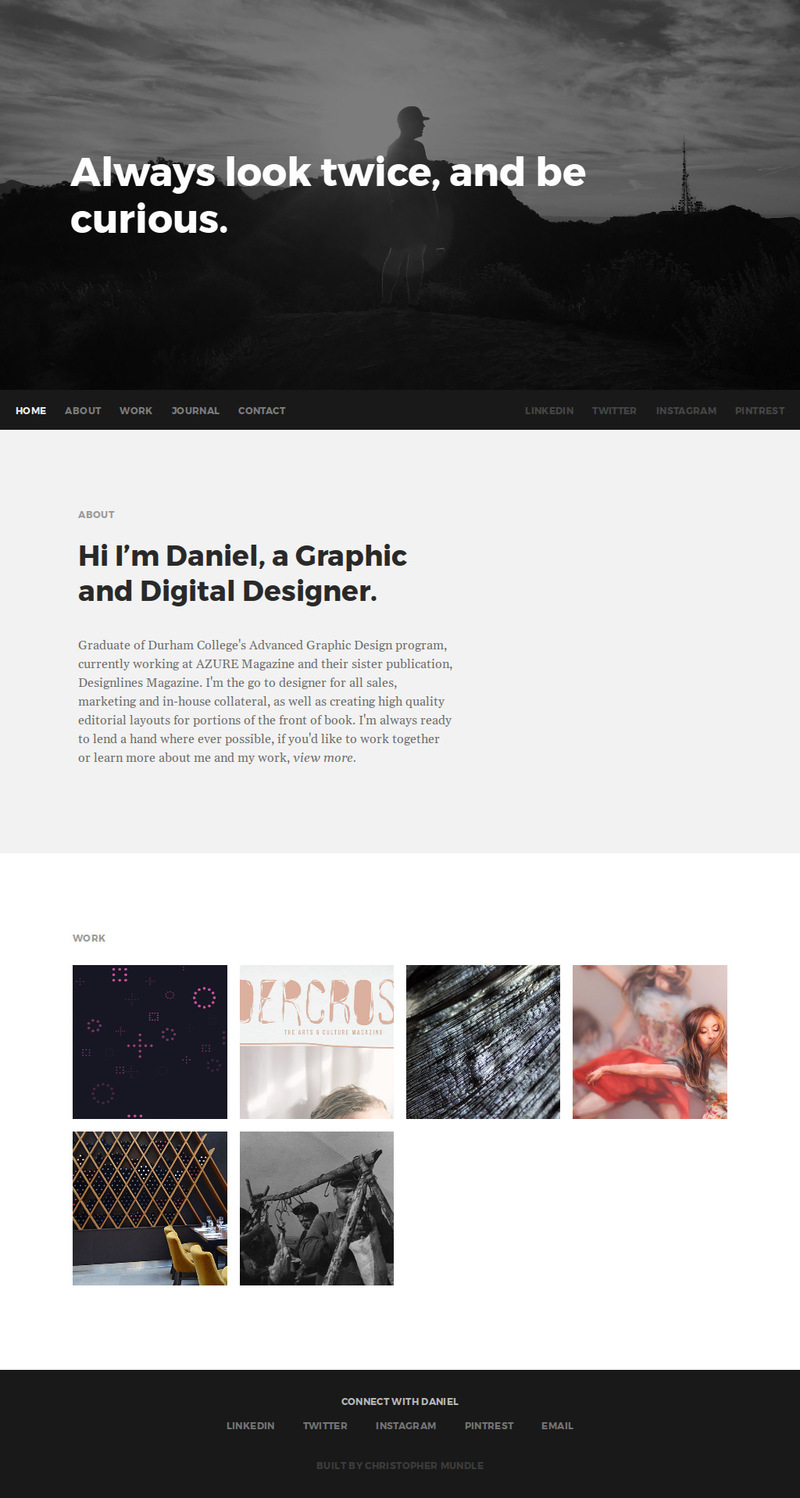 Always look twice, and be
curious.
HOME ABOUT WORK JOURNAL CONTACT LINKEDIN TWITTER INSTAGRAM PINTREST
ABOUT
Hi I’m Daniel, a Graphic
and Digital Designer.
Graduate of Durham College's Advanced Graphic Design program,
currently working at AZURE Magazine and their sister publication,
Designlines Magazine. I'm the go to designer for all sales,
marketing and in-house collateral, as well as creating high quality
editorial layouts for portions of the front of book. I'm always ready
to lend a hand where ever possible, if you'd like to work together
or learn more about me and my work, view more.
WORK
DERCROS
THE ARTS & CULTURE MAGAZINE
CONNECT WITH DANIEL
LINKEDIN TWITTER INSTAGRAM PINTREST EMAIL
BUILT BY CHRISTOPHER MUNDLE